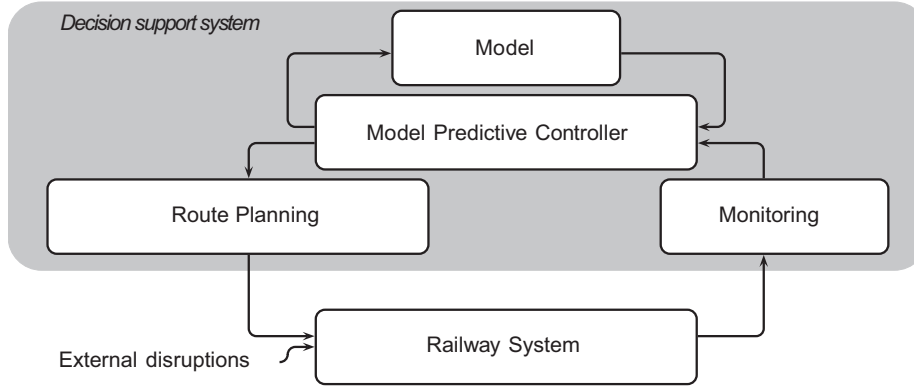 Decision support system
Model
Model Predictive Controller
Route Planning
Monitoring
Railway System
External disruptions